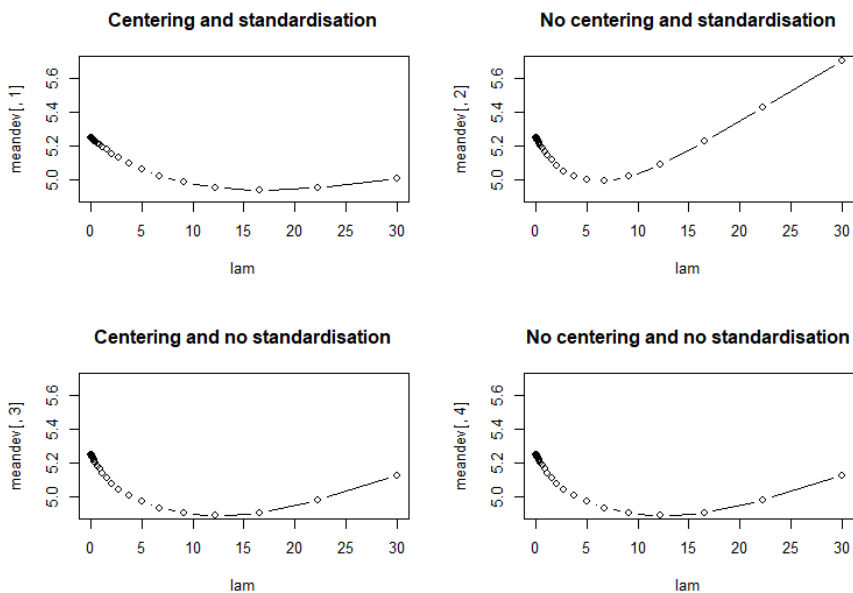 Centering and standardisation
meandev[, 1]
5.0 5.2 5.4 5.6
0 5 10 15 20 25 30
lam
No centering and standardisation
meandev[, 2]
5.0 5.2 5.4 5.6
0 5 10 15 20 25 30
lam
Centering and no standardisation
meandev[, 3]
5.0 5.2 5.4 5.6
0 5 10 15 20 25 30
lam
No centering and no standardisation
meandev[, 4]
5.0 5.2 5.4 5.6
0 5 10 15 20 25 30
lam